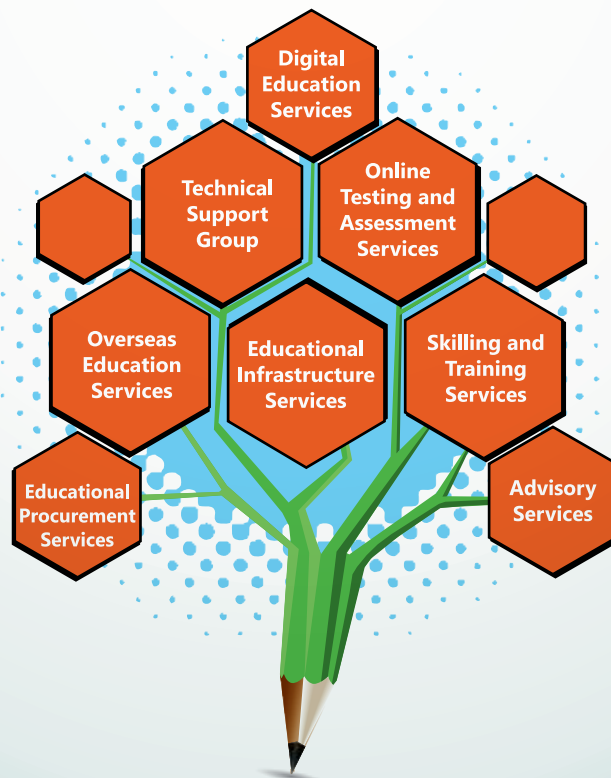 Digital
Education
Services
Technical
Support
Group
Online
Testing and
Assessment
Services
Overseas
Education
Services
Educational
Infrastructure
Services
Skilling and
Training
Services
Educational
Procurement
Services
Advisory
Services